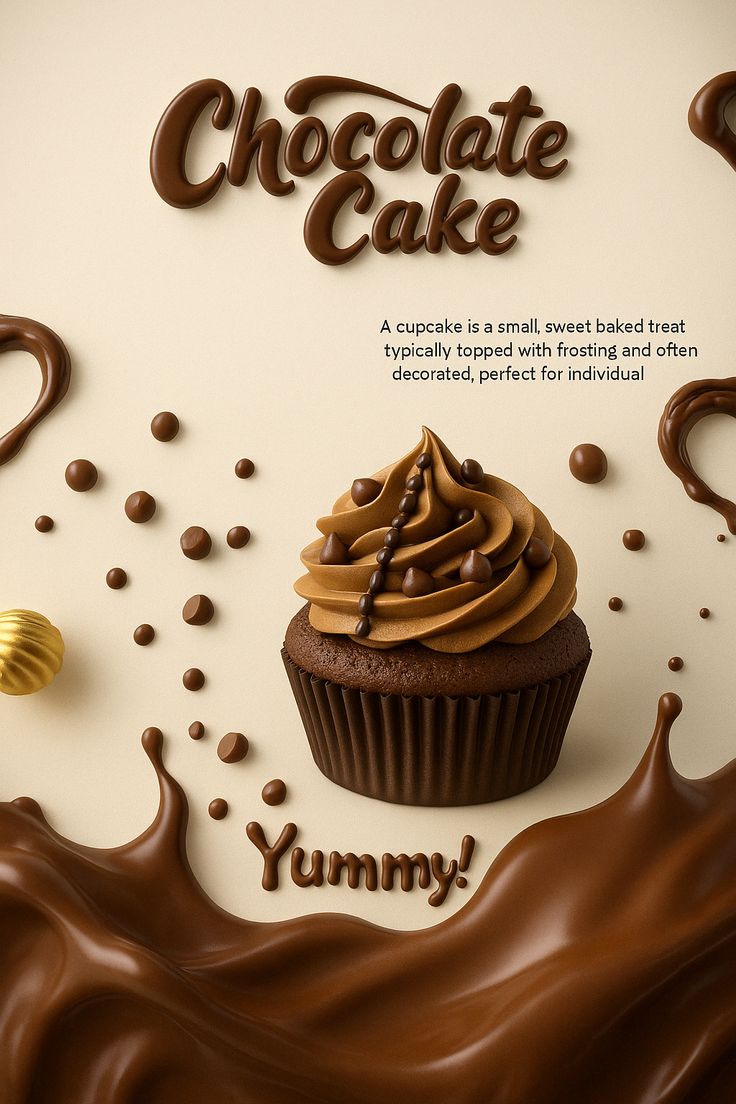 Chocolate
Cake
A cupcake is a small, sweet baked treat
typically topped with frosting and often
decorated, perfect for individual
Yummy!